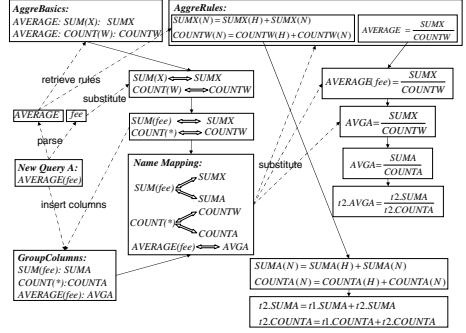 AggreBasics:
AVERAGE: SUM(X): SUMX
AVERAGE: COUNT(W): COUNTW
AggreRules:
SUMX(N) = SUMX(H) + SUMX(N)
COUNTW(N) = COUNTW(H) + COUNTW(N)
AVERAGE = SUMX
COUNTW
retrieve rules
AVERAGE
fee
substitute
parse
New Query A:
AVERAGE(fee)
insert columns
GroupColumns:
SUM(fee): SUMA
COUNT(*): COUNTA
AVERAGE(fee): AVGA
SUM(X) ⟺ SUMX
COUNT(W) ⟺ COUNTW
SUM(fee) ⟺ SUMX
COUNT(*) ⟺ COUNTW
Name Mapping:
SUMX
SUM(fee)
SUMA
COUNTW
COUNT(*)
COUNTA
AVERAGE(fee) ⟺ AVGA
substitute
AVERAGE(fee) = SUMX
COUNTW
AVGA = SUMX
COUNTW
AVGA = SUMA
COUNTA
t2.AVGA = t2.SUMA
t2.COUNTA
SUMA(N) = SUMA(H) + SUMA(N)
COUNTA(N) = COUNTA(H) + COUNTA(N)
t2.SUMA = t1.SUMA + t2.SUMA
t2.COUNTA = t1.COUNTA + t2.COUNTA